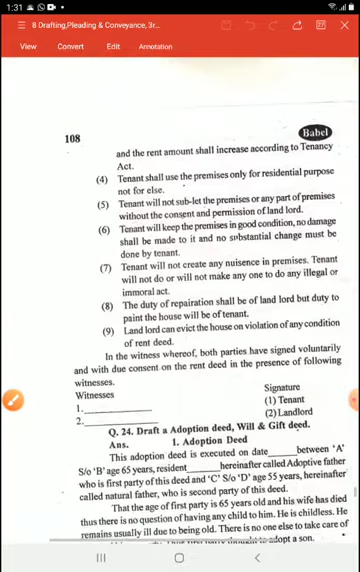 1:31
8 Drafting,Pleading & Conveyance, 3r...
View Convert Edit Annotation
108 Babel
and the rent amount shall increase according to Tenancy
Act.
(4) Tenant shall use the premises only for residential purpose
not for else.
(5) Tenant will not sub-let the premises or any part of premises
without the consent and permission of land lord.
(6) Tenant will keep the premises in good condition, no damage
shall be made to it and no substantial change must be
done by tenant.
(7) Tenant will not create any nuisence in premises. Tenant
will not do or will not make any one to do any illegal or
immoral act.
(8) The duty of repairation shall be of land lord but duty to
paint the house will be of tenant.
(9) Land lord can evict the house on violation of any condition
of rent deed.
In the witness whereof, both parties have signed voluntarily
and with due consent on the rent deed in the presence of following
witnesses.
Witnesses Signature
1.________ (1) Tenant
2.________ (2) Landlord
Q. 24. Draft a Adoption deed, Will & Gift deed.
Ans. 1. Adoption Deed
This adoption deed is executed on date_____between 'A'
S/o 'B' age 65 years, resident_____hereinafter called Adoptive father
who is first party of this deed and 'C' S/o 'D' age 55 years, hereinafter
called natural father, who is second party of this deed.
That the age of first party is 65 years old and his wife has died
thus there is no question of having any child to him. He is childless. He
remains usually ill due to being old. There is no one else to take care of
adopt a son.